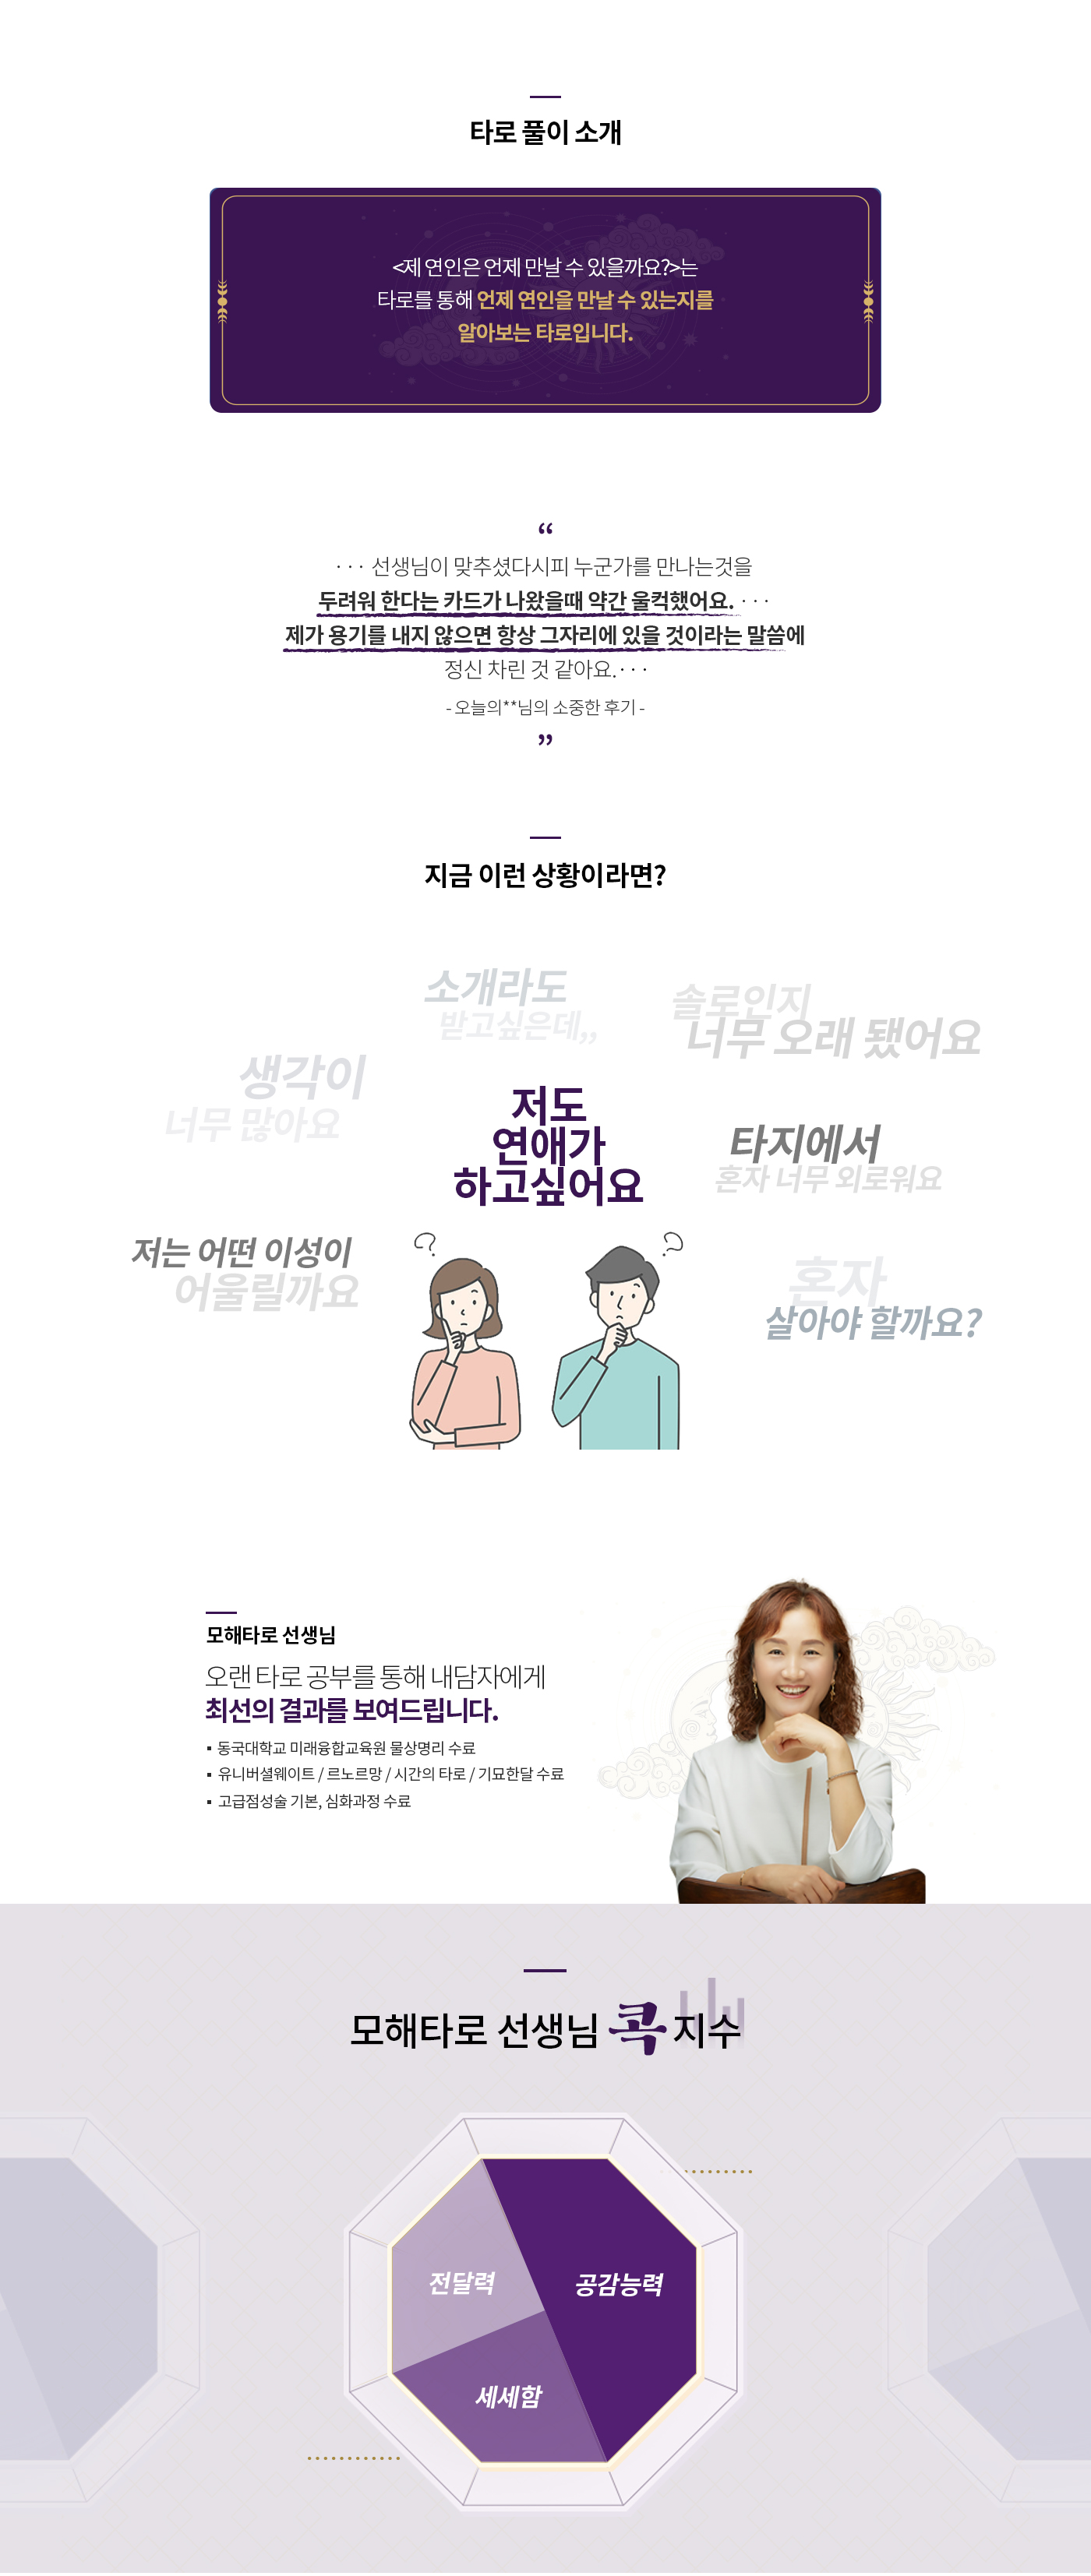 타로 풀이 소개
<제 연인은 언제 만날 수 있을까요?>는
타로를 통해 언제 연인을 만날 수 있는지를
알아보는 타로입니다.
“
··· 선생님이 맞추셨다시피 누군가를 만나는것을
두려워 한다는 카드가 나왔을때 약간 울컥했어요. ···
제가 용기를 내지 않으면 항상 그자리에 있을 것이라는 말씀에
정신 차린 것 같아요.···
- 오늘의**님의 소중한 후기 -
”
지금 이런 상황이라면?
소개라도
받고싶은데,,
솔로인지
너무 오래 됐어요
생각이
너무 많아요
저도
연애가
하고싶어요
타지에서
혼자 너무 외로워요
저는 어떤 이성이
어울릴까요
혼자
살아야 할까요?
? ?
모해타로 선생님
오랜 타로 공부를 통해 내담자에게
최선의 결과를 보여드립니다.
▪ 동국대학교 미래융합교육원 물상명리 수료
▪ 유니버셜웨이트 / 르노르망 / 시간의 타로 / 기묘한달 수료
▪ 고급점성술 기본, 심화과정 수료
모해타로 선생님 콕 지수
전달력
공감능력
세세함